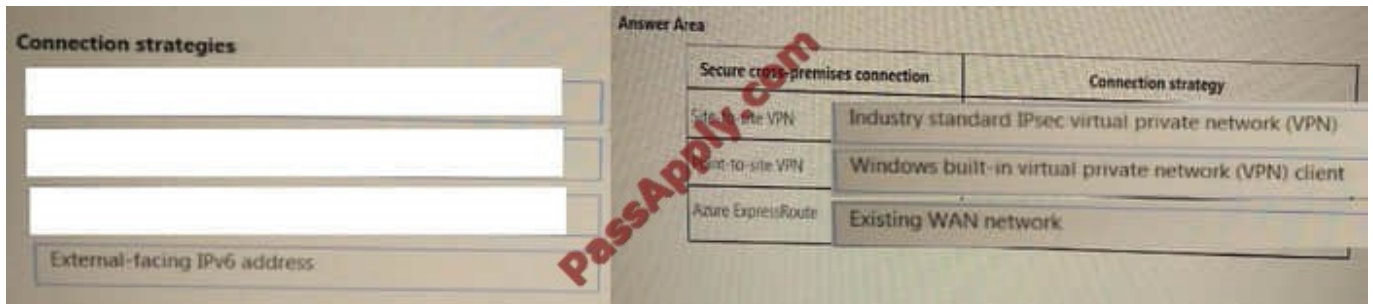 Connection strategies
External-facing IPv6 address
Answer Area
Secure cross-premises connection
Connection strategy
Site-to-site VPN
Industry standard IPsec virtual private network (VPN)
Point-to-site VPN
Windows built-in virtual private network (VPN) client
Azure ExpressRoute
Existing WAN network
PassApply.com